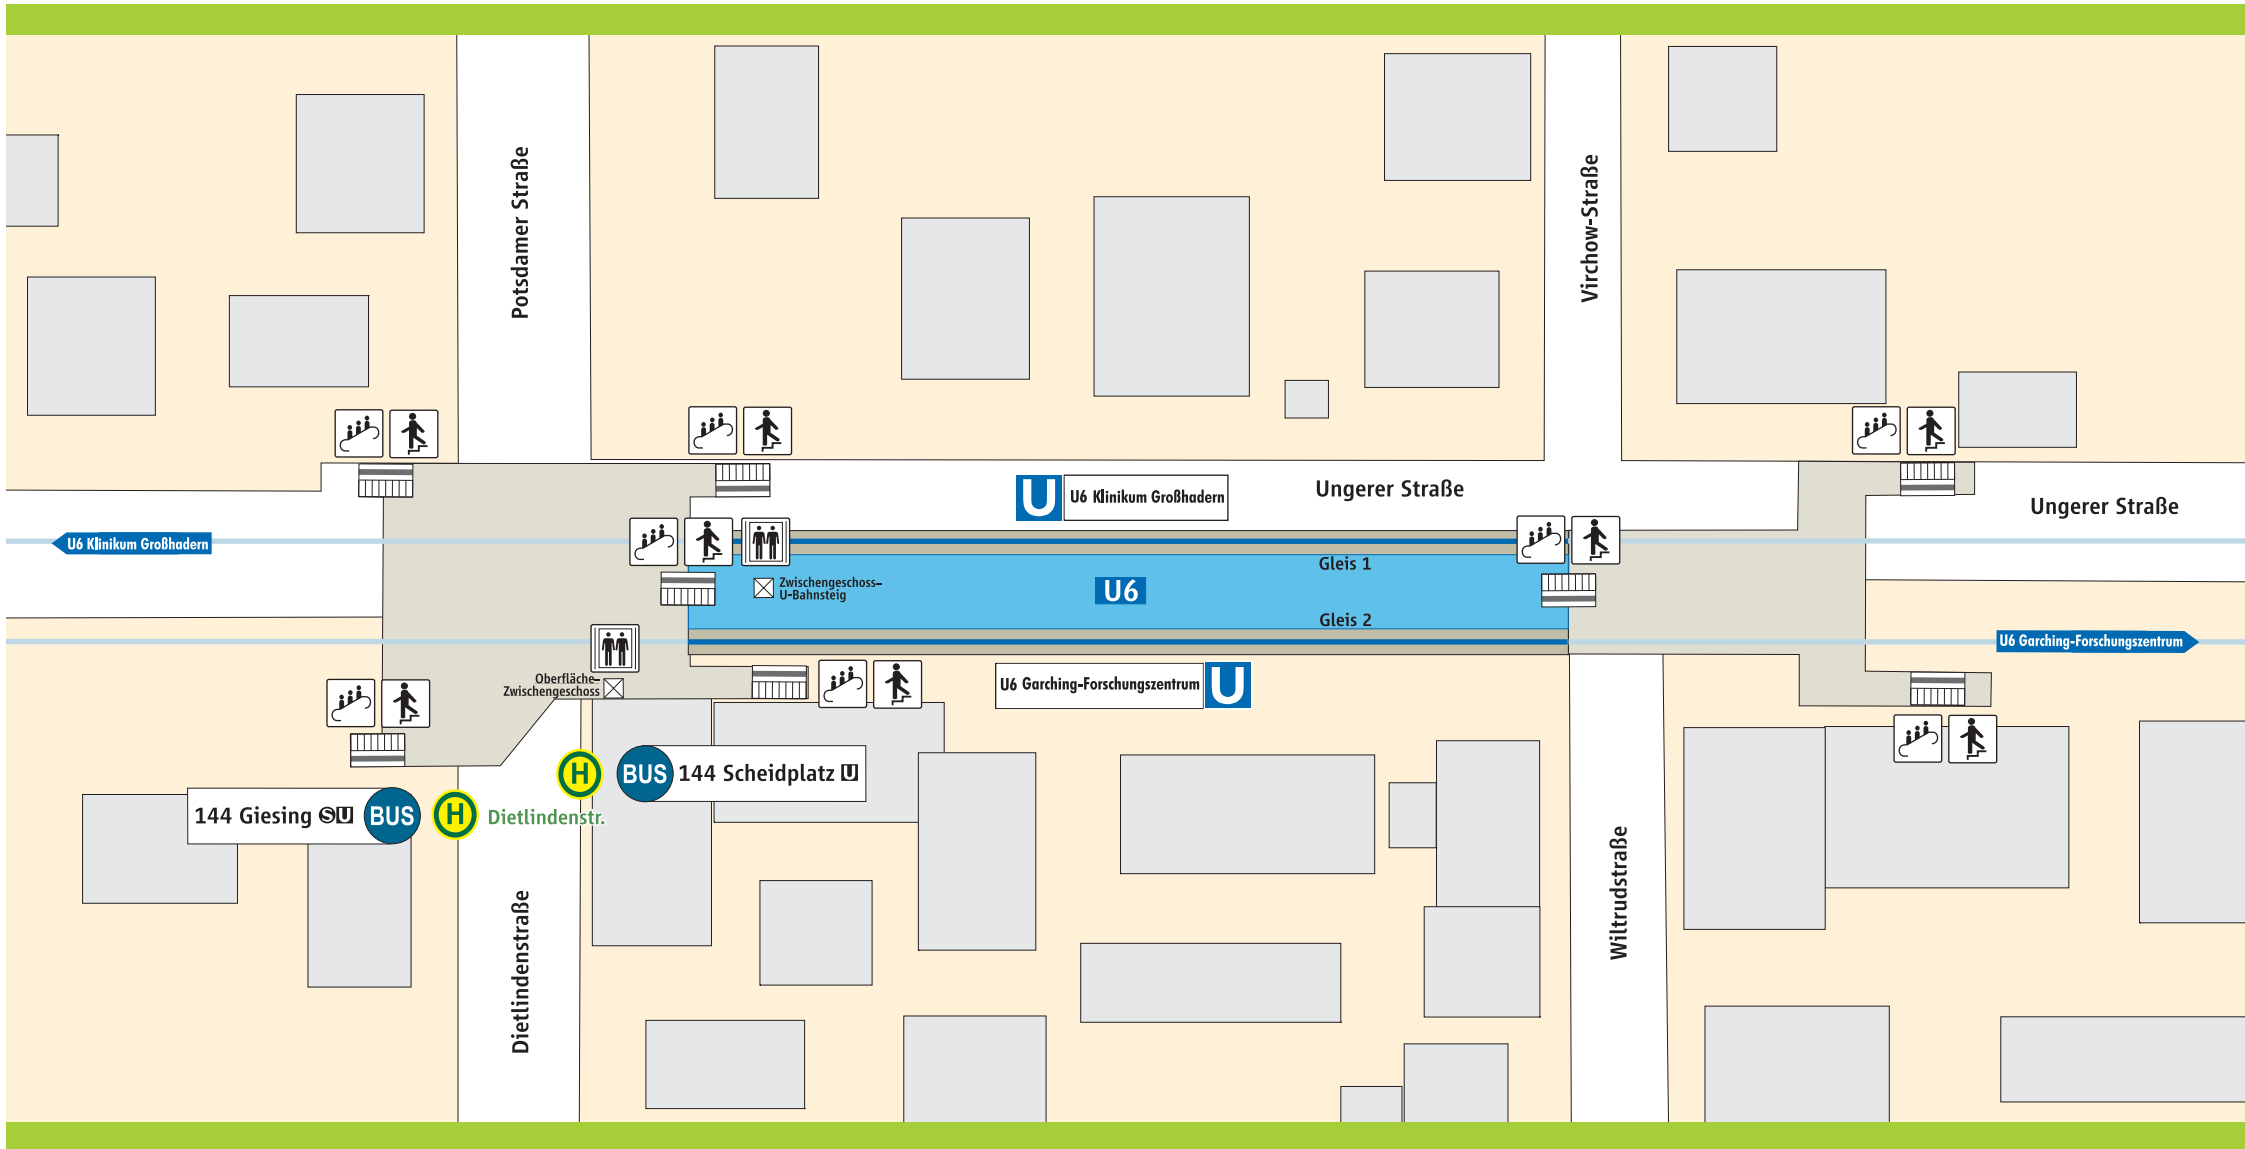 Potsdamer Straße
Virchow-Straße
U U6 Klinikum Großhadern
Ungerer Straße
Ungerer Straße
U6 Klinikum Großhadern
Gleis 1
Zwischengeschoss–
U-Bahnsteig
U6
Gleis 2
U6 Garching-Forschungszentrum
Oberfläche–
Zwischengeschoss
U6 Garching-Forschungszentrum U
H BUS 144 Scheidplatz U
144 Giesing S U BUS H Dietlindenstr.
Dietlindenstraße
Wiltrudstraße